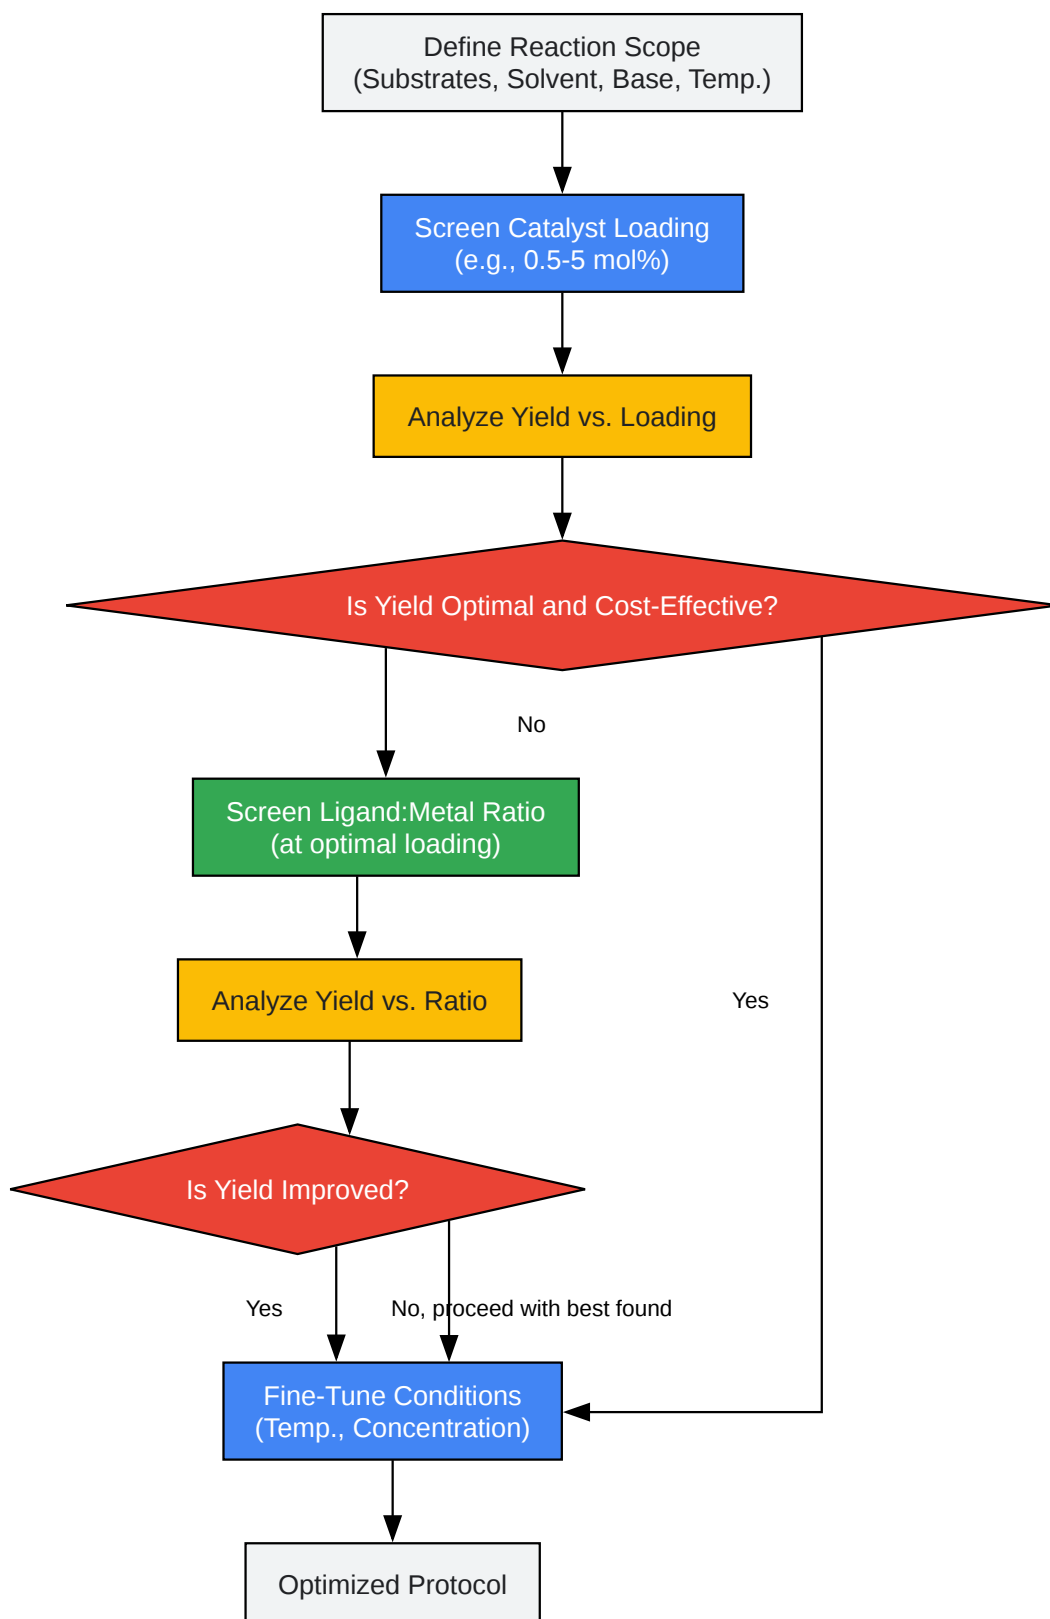 Define Reaction Scope
(Substrates, Solvent, Base, Temp.)
Screen Catalyst Loading
(e.g., 0.5-5 mol%)
Analyze Yield vs. Loading
Is Yield Optimal and Cost-Effective?
No
Screen Ligand:Metal Ratio
(at optimal loading)
Analyze Yield vs. Ratio
Yes
Is Yield Improved?
Yes
No, proceed with best found
Fine-Tune Conditions
(Temp., Concentration)
Optimized Protocol